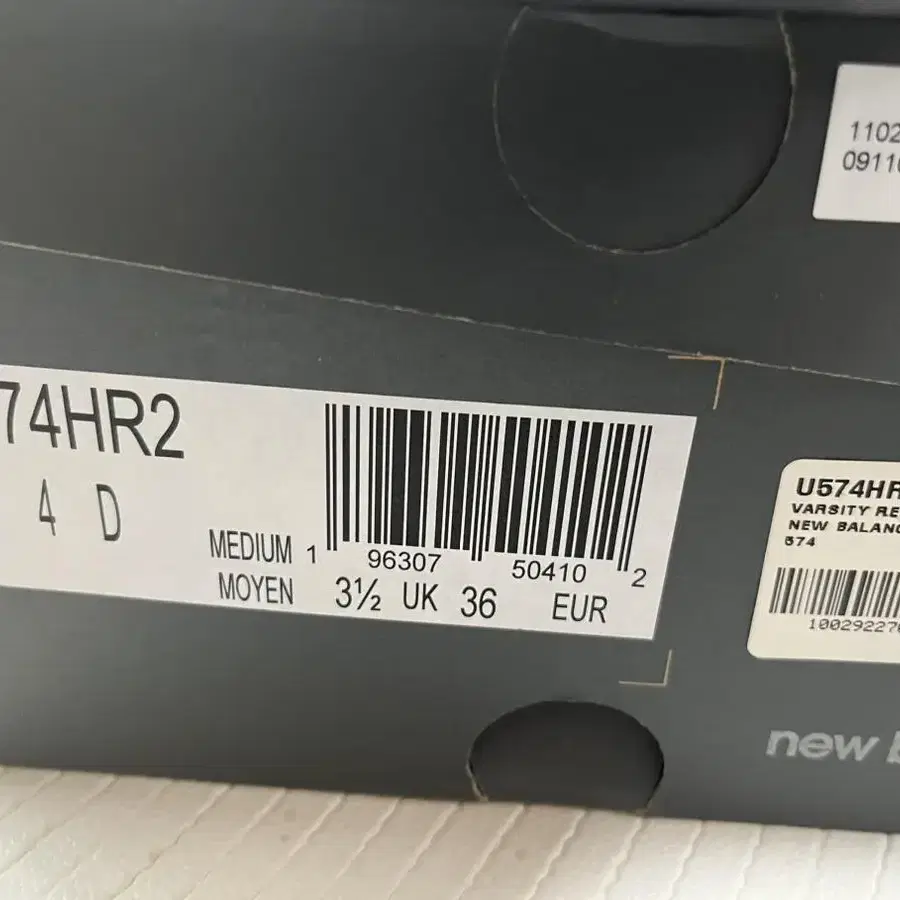 1102
0911
74HR2
4 D
MEDIUM
MOYEN
1 96307 50410 2
3½ UK 36 EUR
U574HR
VARSITY RE
NEW BALANC
574
100292270
new b